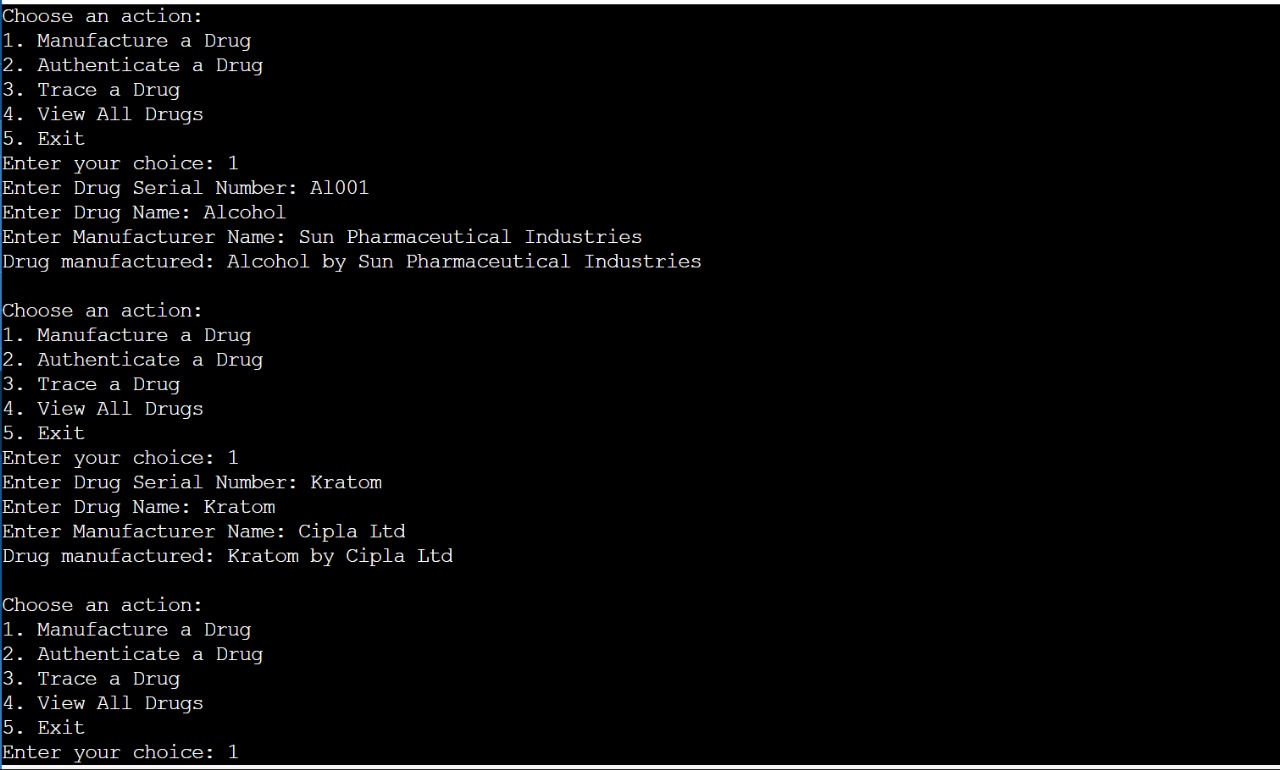 Choose an action:
1. Manufacture a Drug
2. Authenticate a Drug
3. Trace a Drug
4. View All Drugs
5. Exit
Enter your choice: 1
Enter Drug Serial Number: Al001
Enter Drug Name: Alcohol
Enter Manufacturer Name: Sun Pharmaceutical Industries
Drug manufactured: Alcohol by Sun Pharmaceutical Industries
Choose an action:
1. Manufacture a Drug
2. Authenticate a Drug
3. Trace a Drug
4. View All Drugs
5. Exit
Enter your choice: 1
Enter Drug Serial Number: Kratom
Enter Drug Name: Kratom
Enter Manufacturer Name: Cipla Ltd
Drug manufactured: Kratom by Cipla Ltd
Choose an action:
1. Manufacture a Drug
2. Authenticate a Drug
3. Trace a Drug
4. View All Drugs
5. Exit
Enter your choice: 1